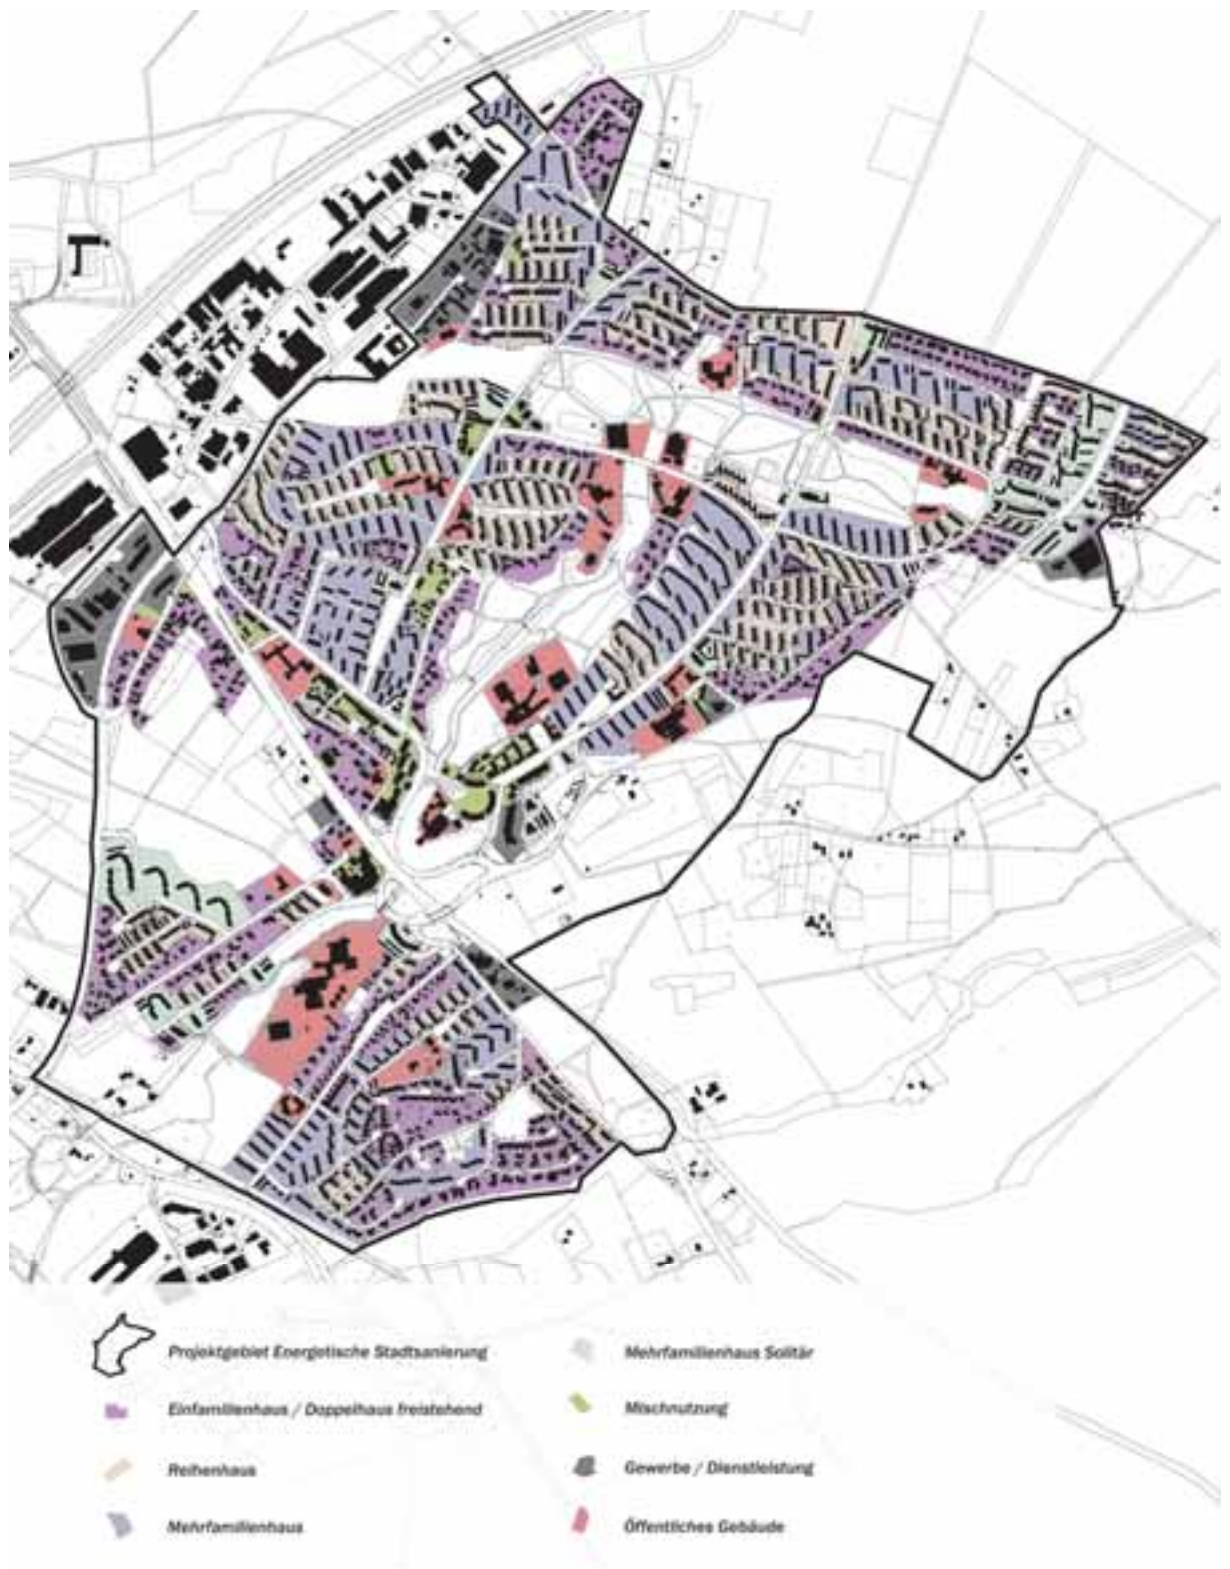 Projektgebiet Energetische Stadtsanierung
Einfamilienhaus / Doppelhaus freistehend
Reihenhaus
Mehrfamilienhaus
Mehrfamilienhaus Solitär
Mischnutzung
Gewerbe / Dienstleistung
Öffentliches Gebäude